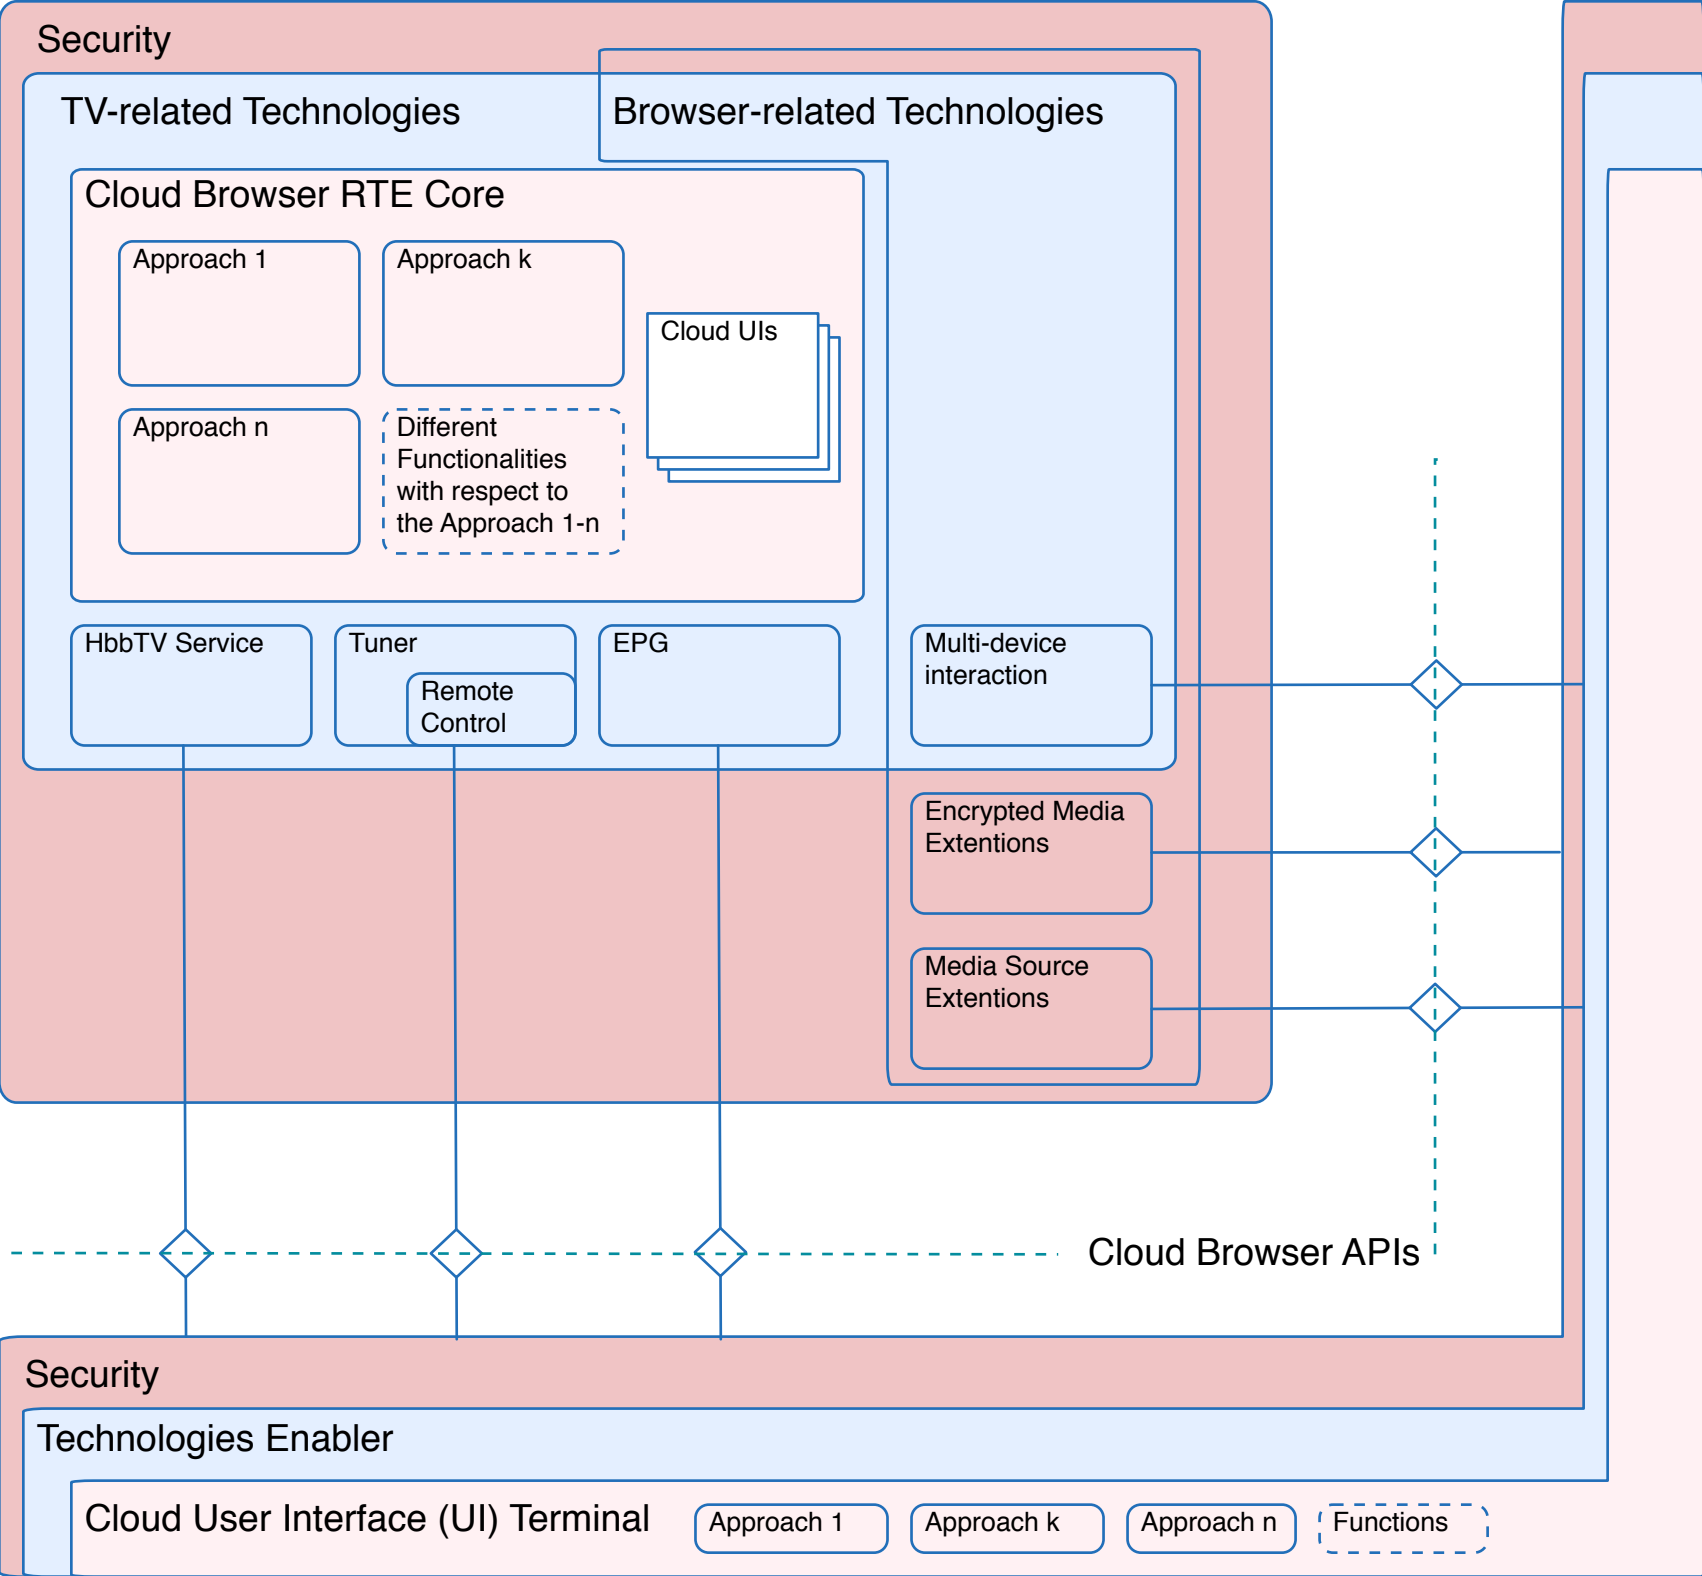 Security
TV-related Technologies
Browser-related Technologies
Cloud Browser RTE Core
Approach 1
Approach k
Cloud UIs
Approach n
Different
Functionalities
with respect to
the Approach 1-n
HbbTV Service
Tuner
Remote
Control
EPG
Multi-device
interaction
Encrypted Media
Extentions
Media Source
Extentions
Cloud Browser APIs
Security
Technologies Enabler
Cloud User Interface (UI) Terminal
Approach 1
Approach k
Approach n
Functions